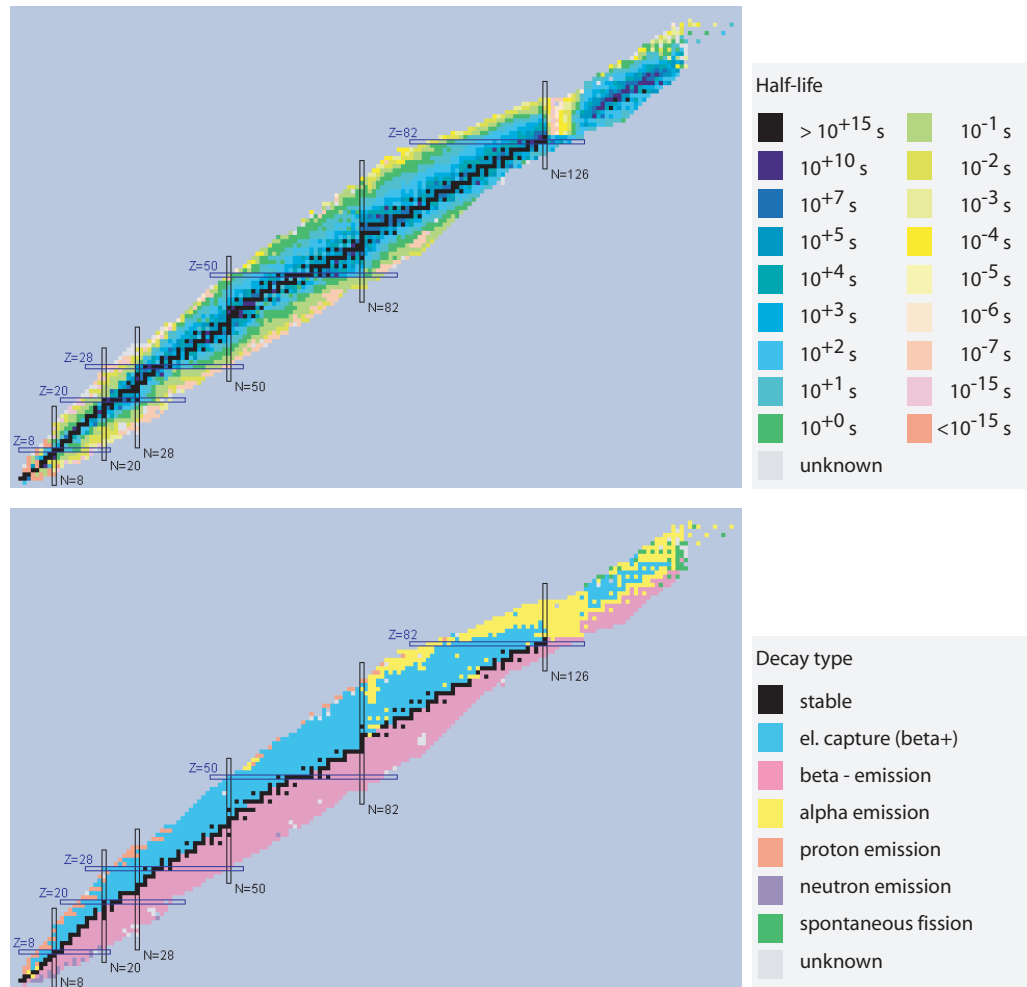 Z=82
N=126
Z=50
N=82
Z=28
N=50
Z=20
N=28
Z=8
N=20
N=8
Half-life
> 10+15 s
10+10 s
10+7 s
10+5 s
10+4 s
10+3 s
10+2 s
10+1 s
10+0 s
unknown
10-1 s
10-2 s
10-3 s
10-4 s
10-5 s
10-6 s
10-7 s
10-15 s
<10-15 s
Z=82
N=126
Z=50
N=82
Z=28
N=50
Z=20
N=28
Z=8
N=20
N=8
Decay type
stable
el. capture (beta+)
beta - emission
alpha emission
proton emission
neutron emission
spontaneous fission
unknown